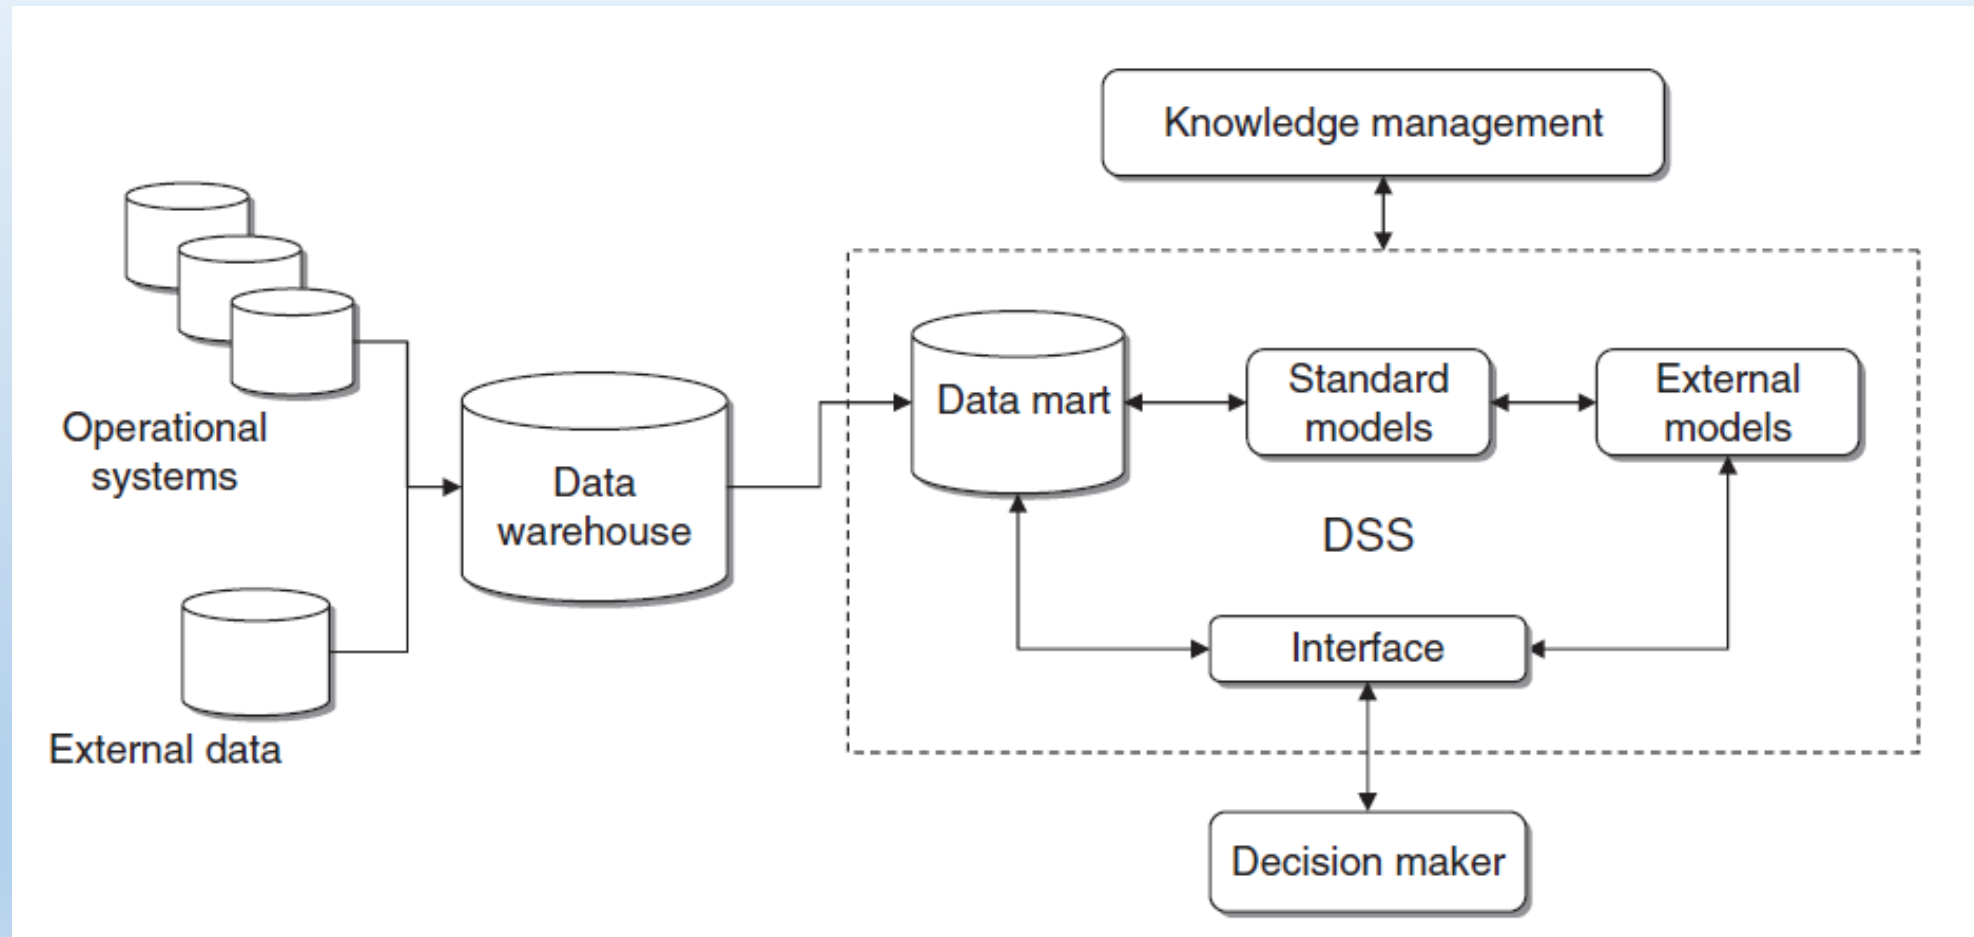 Knowledge management
Operational
systems
Data
warehouse
Data mart
Standard
models
External
models
DSS
Interface
External data
Decision maker